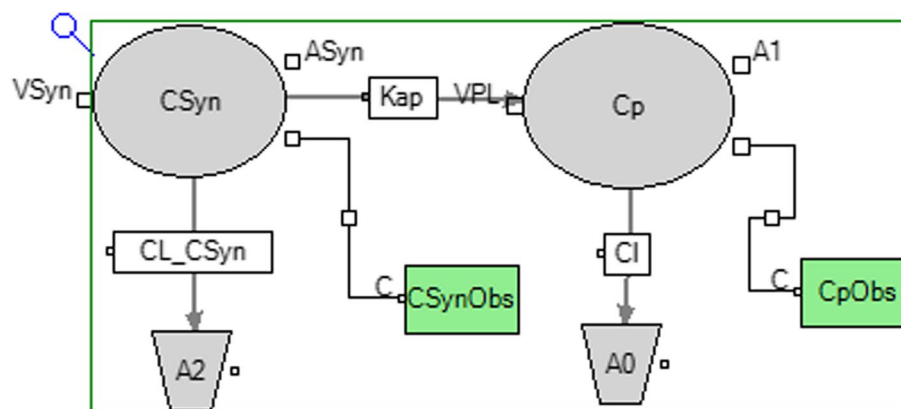 ASyn
A1
VSyn
CSyn
Kap
VPL
Cp
CL_CSyn
Cl
C
CSynObs
C
CpObs
A2
A0